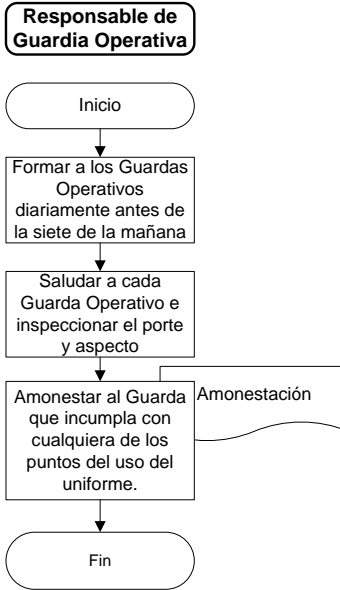 Responsable de
Guardia Operativa
Inicio
Formar a los Guardas
Operativos
diariamente antes de
la siete de la mañana
Saludar a cada
Guarda Operativo e
inspeccionar el porte
y aspecto
Amonestar al Guarda
que incumpla con
cualquiera de los
puntos del uso del
uniforme.
Amonestación
Fin